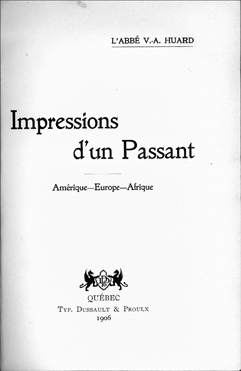 L'ABBÉ V.-A. HUARD
Impressions
d'un Passant
Amérique—Europe—Afrique
QUÉBEC
TYP. DUSSAULT & PROULX
1906